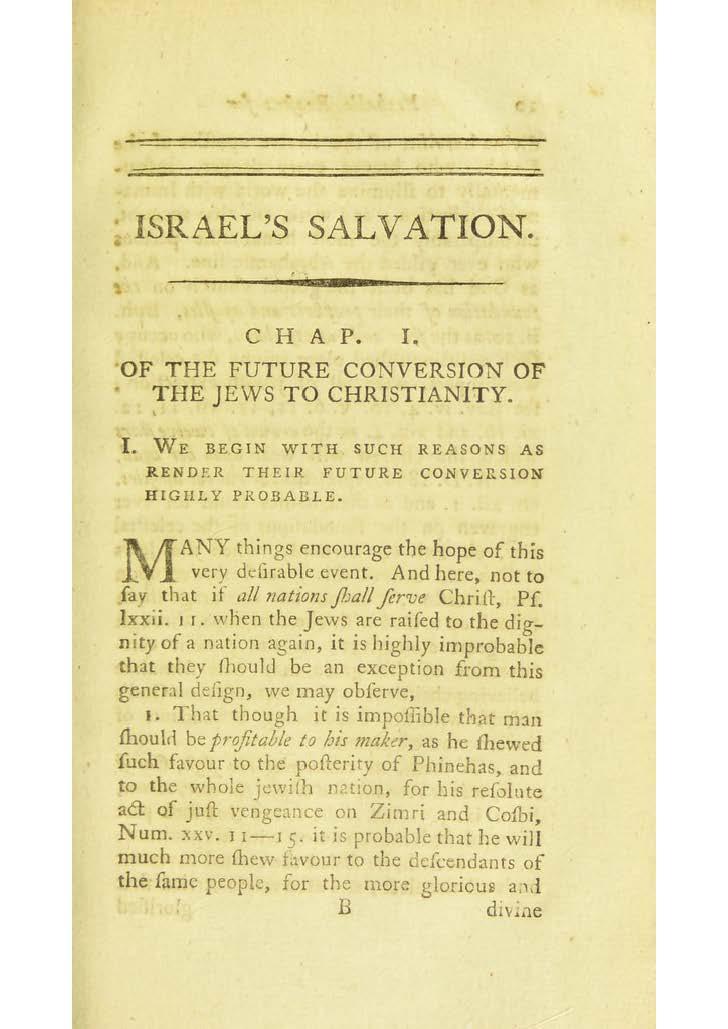 ISRAEL'S SALVATION.
CHAP. I.
OF THE FUTURE CONVERSION OF
THE JEWS TO CHRISTIANITY.
I. WE BEGIN WITH SUCH REASONS AS
RENDER THEIR FUTURE CONVERSION
HIGHLY PROBABLE.
MANY things encourage the hope of this
very deſirable event. And here, not to
ſay that if all nations ſhall ſerve Chriſt, Pſ.
lxxii. 11. when the Jews are raiſed to the dig-
nity of a nation again, it is highly improbable
that they ſhould be an exception from this
general deſign, we may obſerve,
1. That though it is impoſſible that man
ſhould be profitable to his maker, as he ſhewed
ſuch favour to the poſterity of Phinehas, and
to the whole jewiſh nation, for his reſolute
act of juſt vengeance on Zimri and Coſbi,
Num. xxv. 11—15. it is probable that he will
much more ſhew favour to the deſcendants of
the ſame people, for the more glorious and
B divine